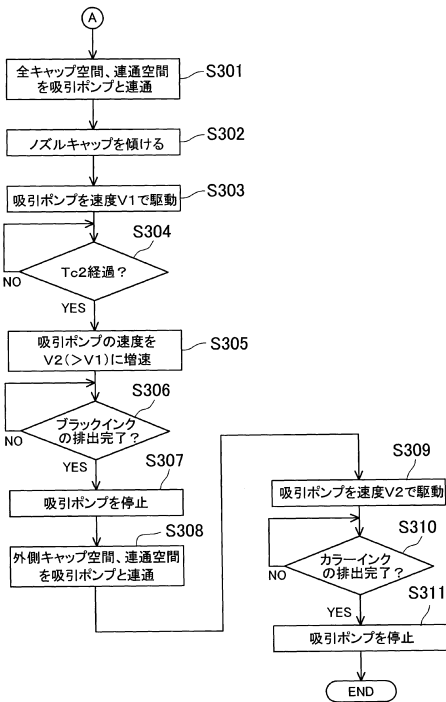 A
全キャップ空間、連通空間
を吸引ポンプと連通
S301
ノズルキャップを傾ける
S302
吸引ポンプを速度V1で駆動
S303
S304
Tc2経過?
NO
YES
吸引ポンプの速度を
V2(>V1)に増速
S305
S306
ブラックインク
の排出完了?
NO
YES
S307
吸引ポンプを停止
S308
外側キャップ空間、連通空間
を吸引ポンプと連通
S309
吸引ポンプを速度V2で駆動
S310
カラーインク
の排出完了?
NO
YES
S311
吸引ポンプを停止
END